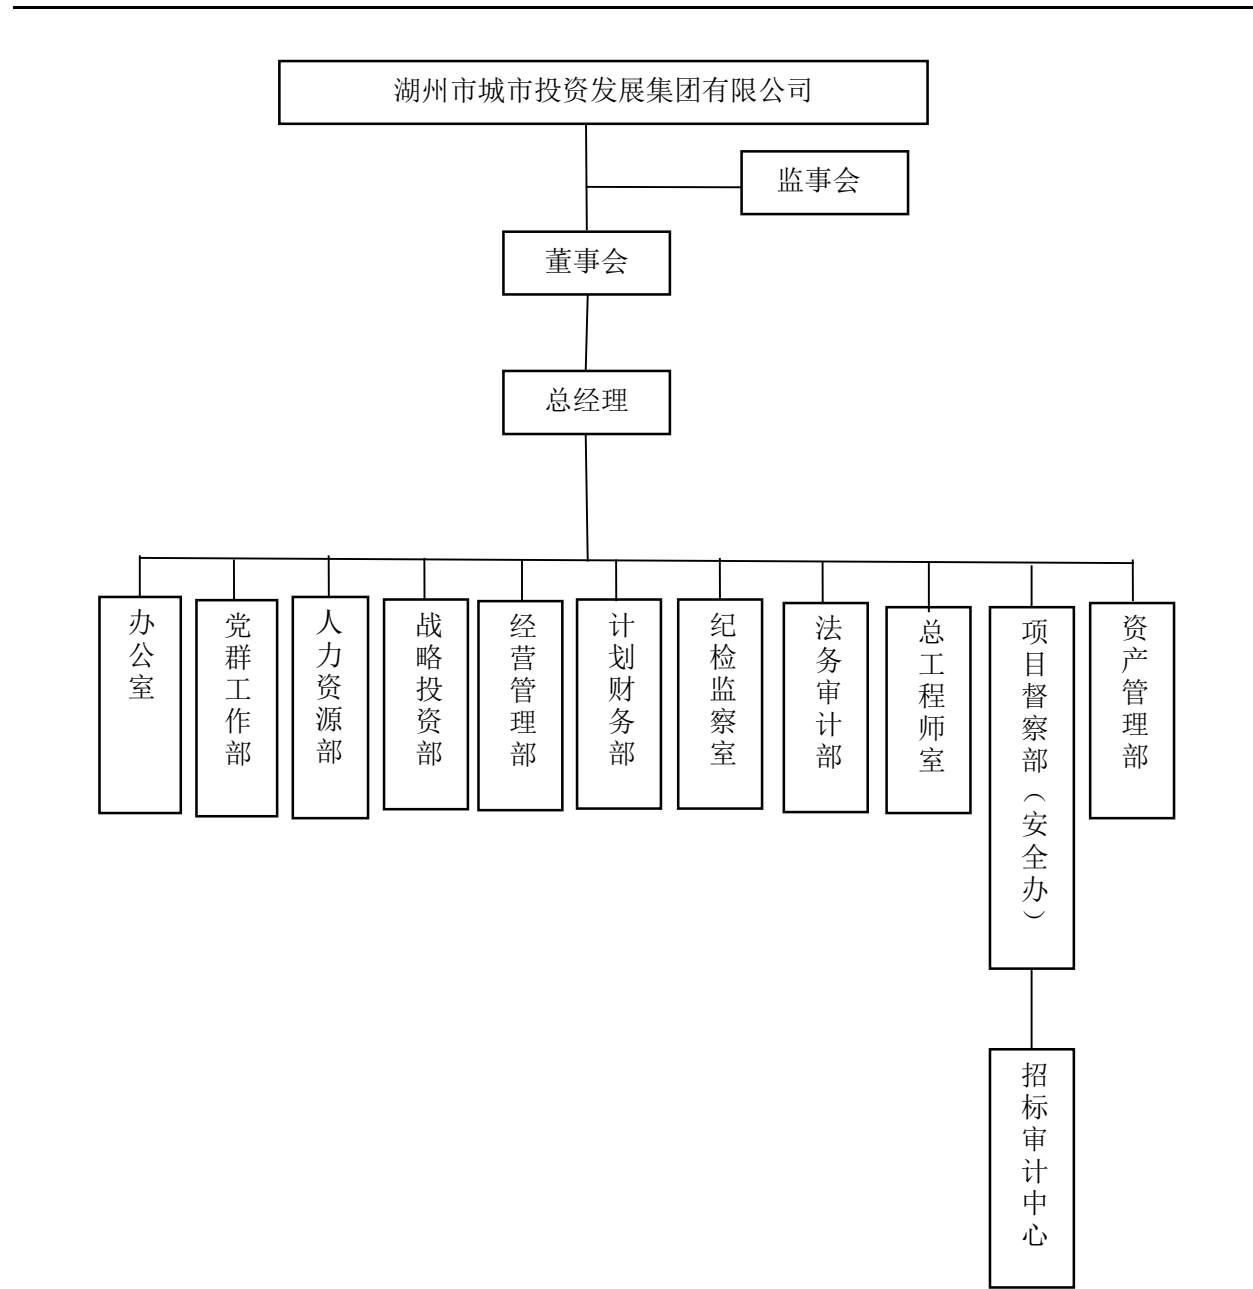 湖州市城市投资发展集团有限公司
监事会
董事会
总经理
办公室
党群工作部
人力资源部
战略投资部
经营管理部
计划财务部
纪检监察室
法务审计部
总工程师室
项目督察部（安全办）
资产管理部
招标审计中心